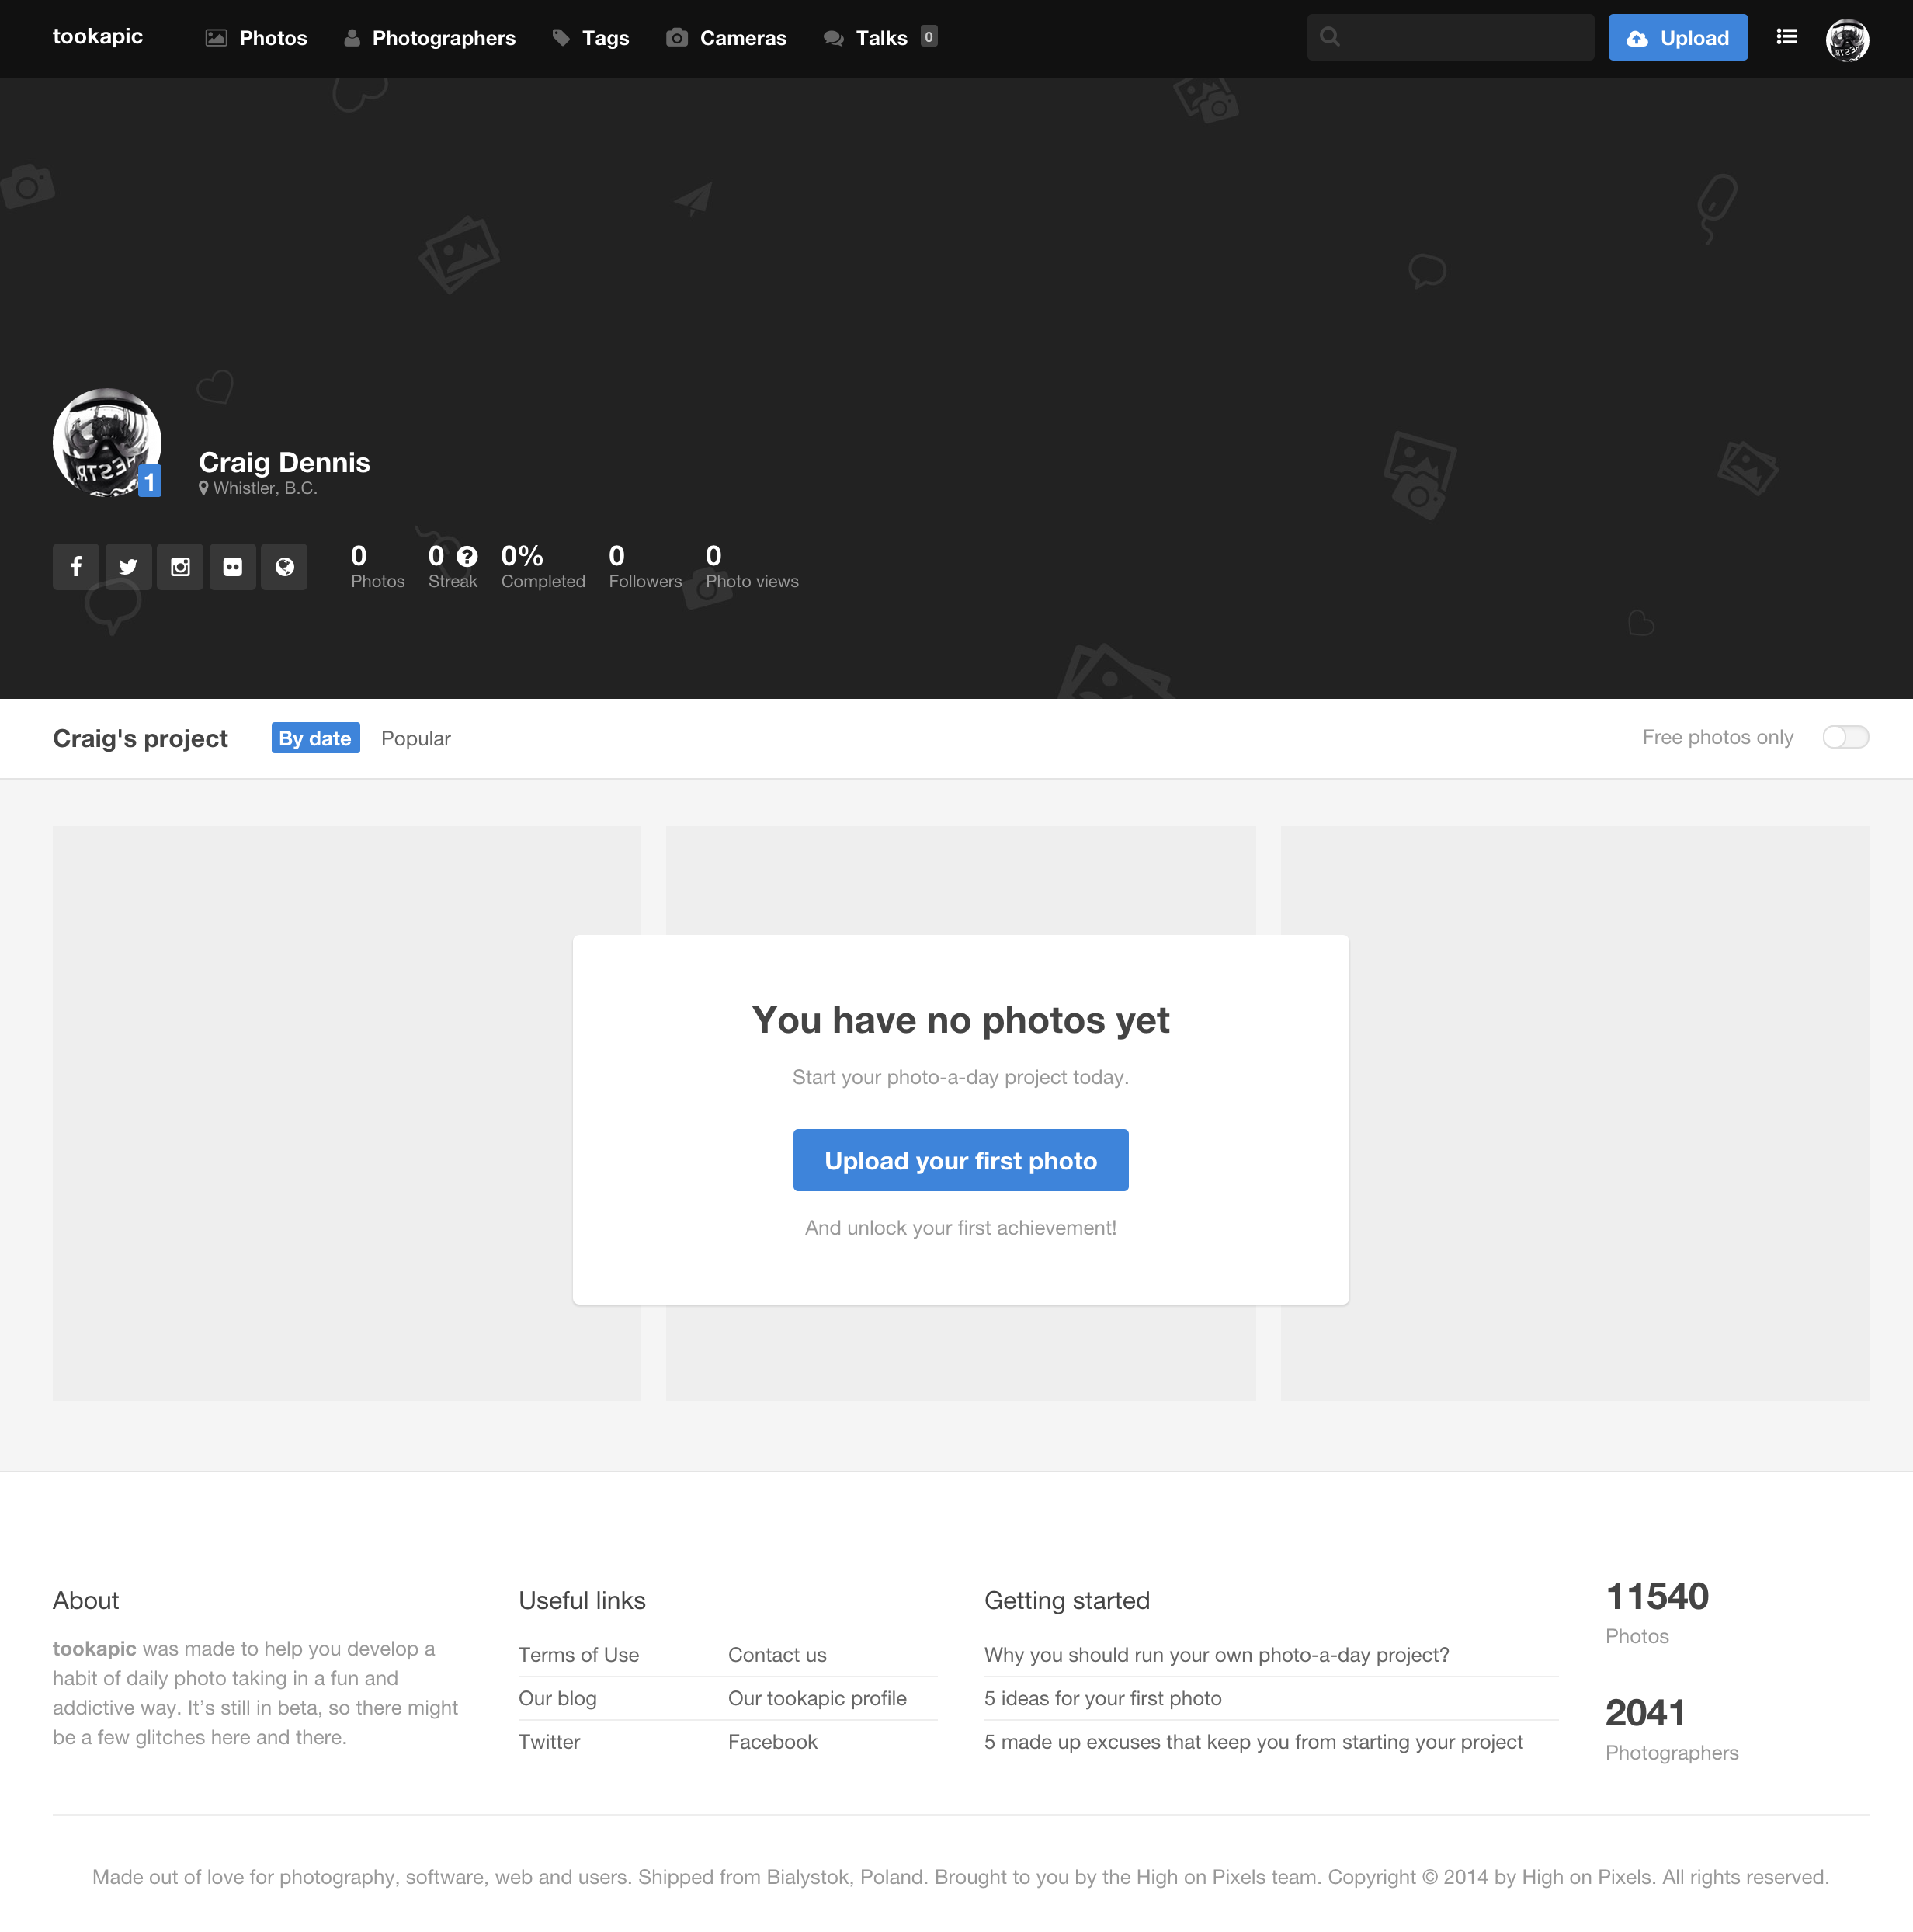 tookapic
Photos
Photographers
Tags
Cameras
Talks 0
Upload
1
Craig Dennis
Whistler, B.C.
0
Photos
0
Streak
0%
Completed
0
Followers
0
Photo views
Craig's project
By date
Popular
Free photos only
You have no photos yet
Start your photo-a-day project today.
Upload your first photo
And unlock your first achievement!
About
tookapic was made to help you develop a
habit of daily photo taking in a fun and
addictive way. It’s still in beta, so there might
be a few glitches here and there.
Useful links
Terms of Use
Contact us
Our blog
Our tookapic profile
Twitter
Facebook
Getting started
Why you should run your own photo-a-day project?
5 ideas for your first photo
5 made up excuses that keep you from starting your project
11540
Photos
2041
Photographers
Made out of love for photography, software, web and users. Shipped from Bialystok, Poland. Brought to you by the High on Pixels team. Copyright © 2014 by High on Pixels. All rights reserved.